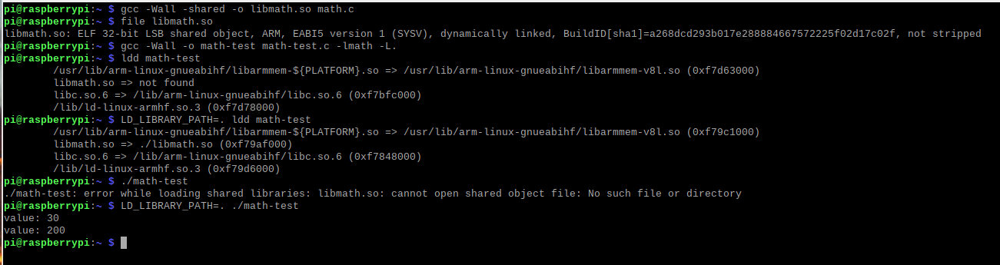 pi@raspberrypi:~ $ gcc -Wall -shared -o libmath.so math.c
pi@raspberrypi:~ $ file libmath.so
libmath.so: ELF 32-bit LSB shared object, ARM, EABI5 version 1 (SYSV), dynamically linked, BuildID[sha1]=a268dcd293b017e288884667572225f02d17c02f, not stripped
pi@raspberrypi:~ $ gcc -Wall -o math-test math-test.c -lmath -L.
pi@raspberrypi:~ $ ldd math-test
        /usr/lib/arm-linux-gnueabihf/libarmmem-${PLATFORM}.so => /usr/lib/arm-linux-gnueabihf/libarmmem-v8l.so (0xf7d63000)
        libmath.so => not found
        libc.so.6 => /lib/arm-linux-gnueabihf/libc.so.6 (0xf7bfc000)
        /lib/ld-linux-armhf.so.3 (0xf7d78000)
pi@raspberrypi:~ $ LD_LIBRARY_PATH=. ldd math-test
        /usr/lib/arm-linux-gnueabihf/libarmmem-${PLATFORM}.so => /usr/lib/arm-linux-gnueabihf/libarmmem-v8l.so (0xf79c1000)
        libmath.so => ./libmath.so (0xf79af000)
        libc.so.6 => /lib/arm-linux-gnueabihf/libc.so.6 (0xf7848000)
        /lib/ld-linux-armhf.so.3 (0xf79d6000)
pi@raspberrypi:~ $ ./math-test
./math-test: error while loading shared libraries: libmath.so: cannot open shared object file: No such file or directory
pi@raspberrypi:~ $ LD_LIBRARY_PATH=. ./math-test
value: 30
value: 200
pi@raspberrypi:~ $